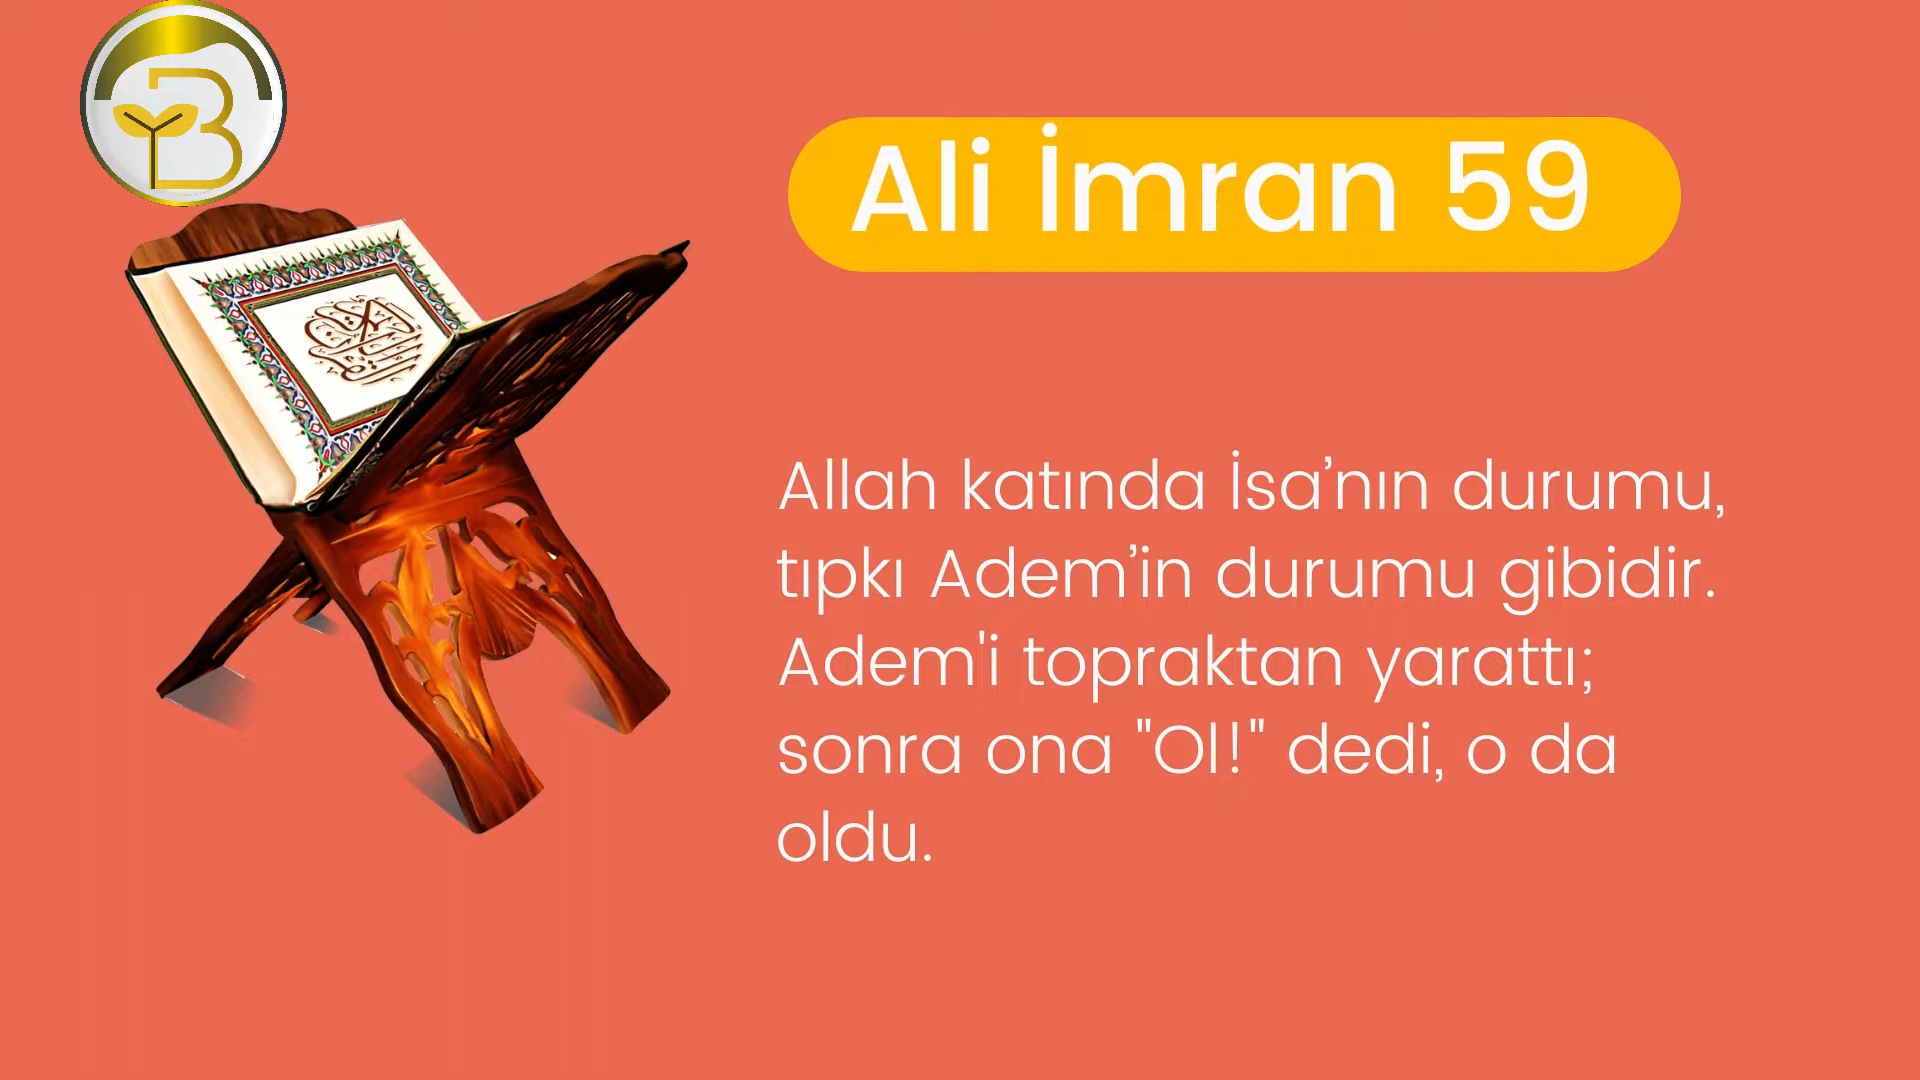 B
Ali İmran 59
Allah katında İsa’nın durumu,
tıpkı Adem’in durumu gibidir.
Adem'i topraktan yarattı;
sonra ona "Ol!" dedi, o da
oldu.